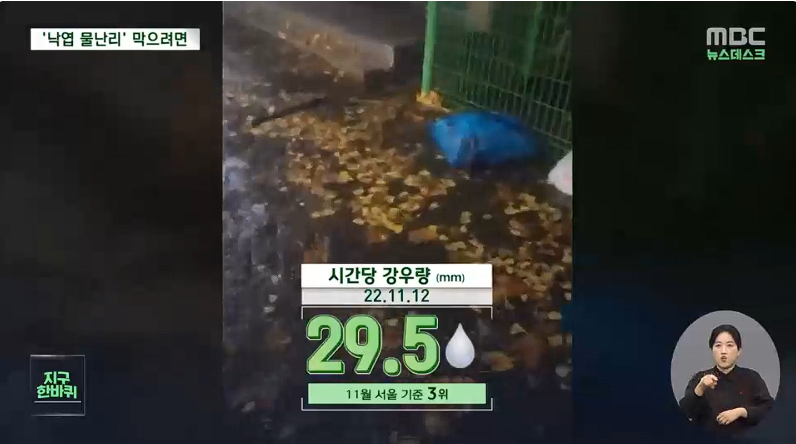 '낙엽 물난리' 막으려면
MBC
뉴스데스크
시간당 강우량 (mm)
22.11.12
29.5
11월 서울 기준 3위
지구
한바퀴